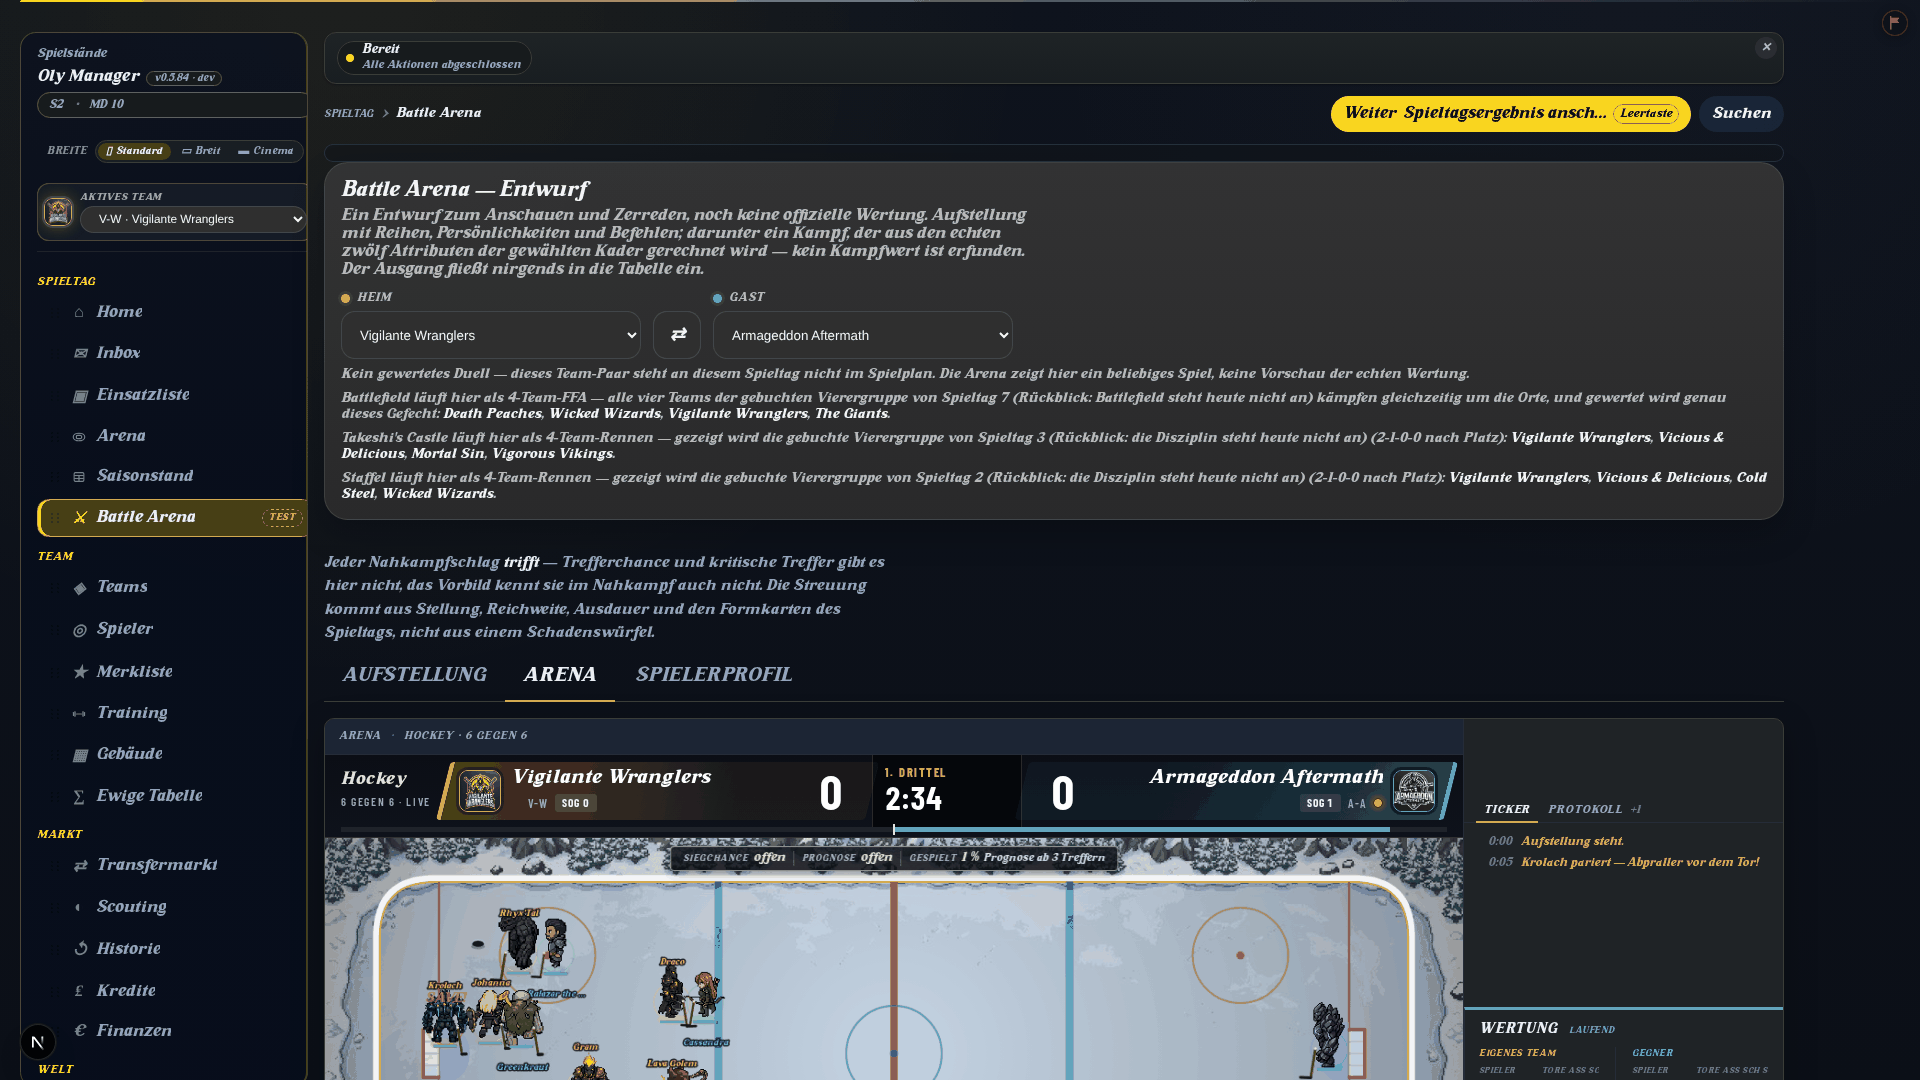 Spielstände
Oly Manager v0.5.84 · dev
S2 · MD 10
BREITE Standard Breit Cinema
AKTIVES TEAM
V-W · Vigilante Wranglers
SPIELTAG
Home
Inbox
Einsatzliste
Arena
Saisonstand
Battle Arena TEST
TEAM
Teams
Spieler
Merkliste
Training
Gebäude
Ewige Tabelle
MARKT
Transfermarkt
Scouting
Historie
Kredite
Finanzen
WELT
N
Bereit
Alle Aktionen abgeschlossen
SPIELTAG › Battle Arena
Weiter Spieltagsergebnis ansch... Leertaste
Suchen
Battle Arena — Entwurf
Ein Entwurf zum Anschauen und Zerreden, noch keine offizielle Wertung. Aufstellung
mit Reihen, Persönlichkeiten und Befehlen; darunter ein Kampf, der aus den echten
zwölf Attributen der gewählten Kader gerechnet wird — kein Kampfwert ist erfunden.
Der Ausgang fließt nirgends in die Tabelle ein.
HEIM
GAST
Vigilante Wranglers
⇄
Armageddon Aftermath
Kein gewertetes Duell — dieses Team-Paar steht an diesem Spieltag nicht im Spielplan. Die Arena zeigt hier ein beliebiges Spiel, keine Vorschau der echten Wertung.
Battlefield läuft hier als 4-Team-FFA — alle vier Teams der gebuchten Vierergruppe von Spieltag 7 (Rückblick: Battlefield steht heute nicht an) kämpfen gleichzeitig um die Orte, und gewertet wird genau
dieses Gefecht: Death Peaches, Wicked Wizards, Vigilante Wranglers, The Giants.
Takeshi's Castle läuft hier als 4-Team-Rennen — gezeigt wird die gebuchte Vierergruppe von Spieltag 3 (Rückblick: die Disziplin steht heute nicht an) (2-1-0-0 nach Platz): Vigilante Wranglers, Vicious &
Delicious, Mortal Sin, Vigorous Vikings.
Staffel läuft hier als 4-Team-Rennen — gezeigt wird die gebuchte Vierergruppe von Spieltag 2 (Rückblick: die Disziplin steht heute nicht an) (2-1-0-0 nach Platz): Vigilante Wranglers, Vicious & Delicious, Cold
Steel, Wicked Wizards.
Jeder Nahkampfschlag trifft — Trefferchance und kritische Treffer gibt es
hier nicht, das Vorbild kennt sie im Nahkampf auch nicht. Die Streuung
kommt aus Stellung, Reichweite, Ausdauer und den Formkarten des
Spieltags, nicht aus einem Schadenswürfel.
AUFSTELLUNG ARENA SPIELERPROFIL
ARENA · HOCKEY · 6 GEGEN 6
Hockey
6 GEGEN 6 · LIVE
Vigilante Wranglers
V-W SOG 0
0
1. DRITTEL
2:34
0
Armageddon Aftermath
SOG 1 A-A
SIEGCHANCE offen PROGNOSE offen GESPIELT 1 % Prognose ab 3 Treffern
Rhys Tal
Draco
Krolach
Johanna
Palazar the ...
Cassandra
Gram
Greenkraut
Lava Golem
TICKER PROTOKOLL +1
0:00 Aufstellung steht.
0:05 Krolach pariert — Abpraller vor dem Tor!
WERTUNG LAUFEND
EIGENES TEAM
GEGNER
SPIELER TORE ASS SC
SPIELER TORE ASS SCH S